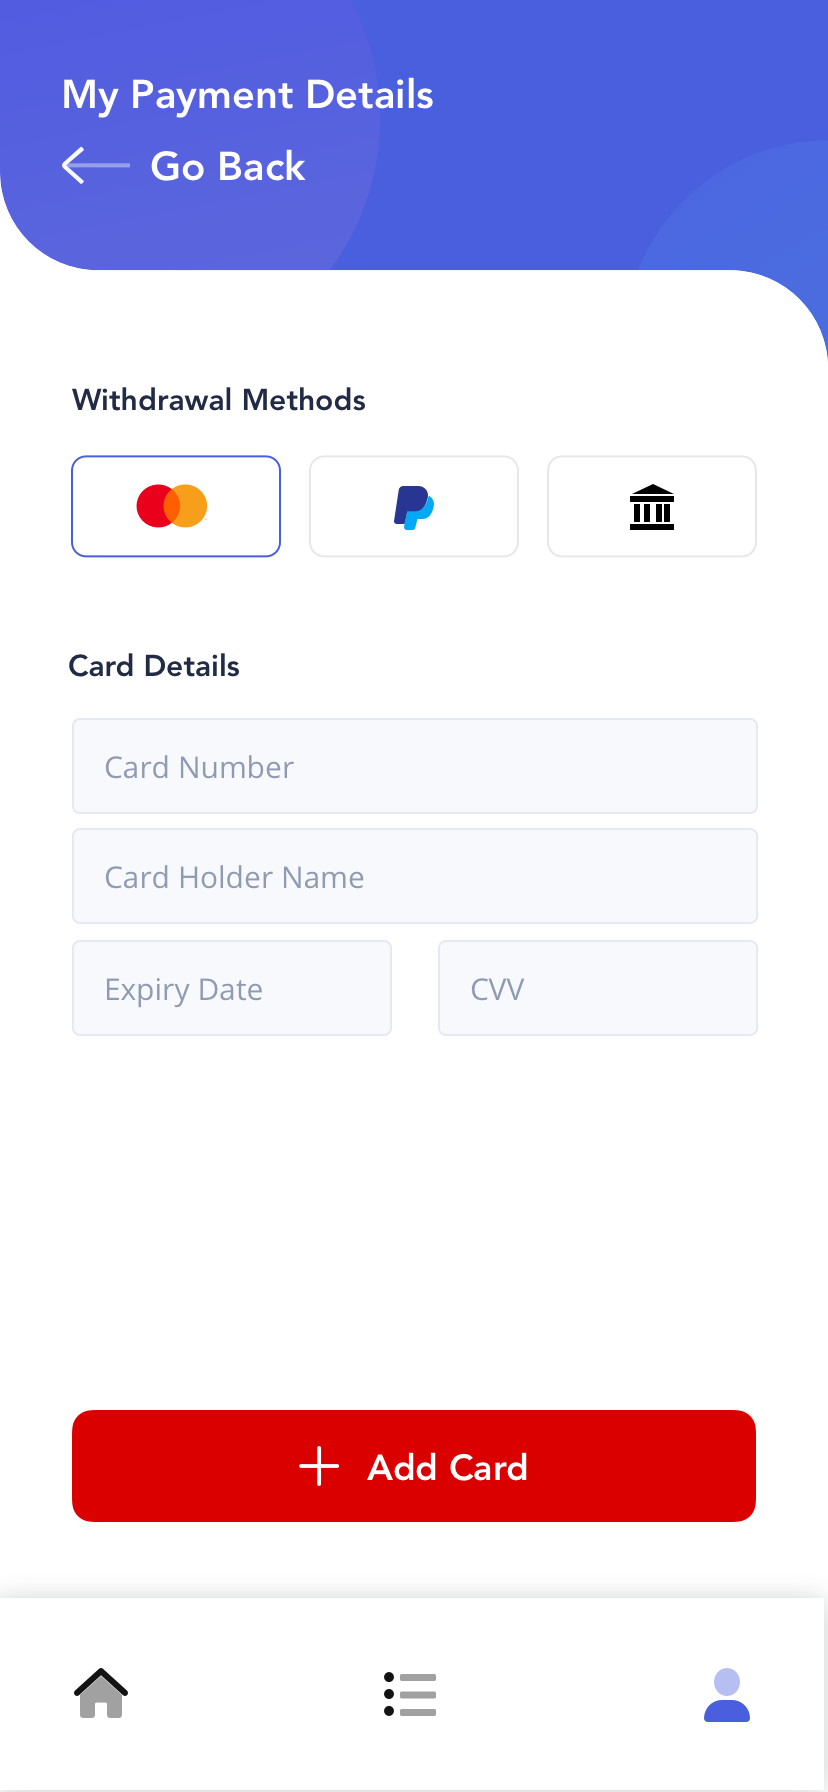 My Payment Details
Go Back
Withdrawal Methods
Card Details
Card Number
Card Holder Name
Expiry Date
CVV
Add Card